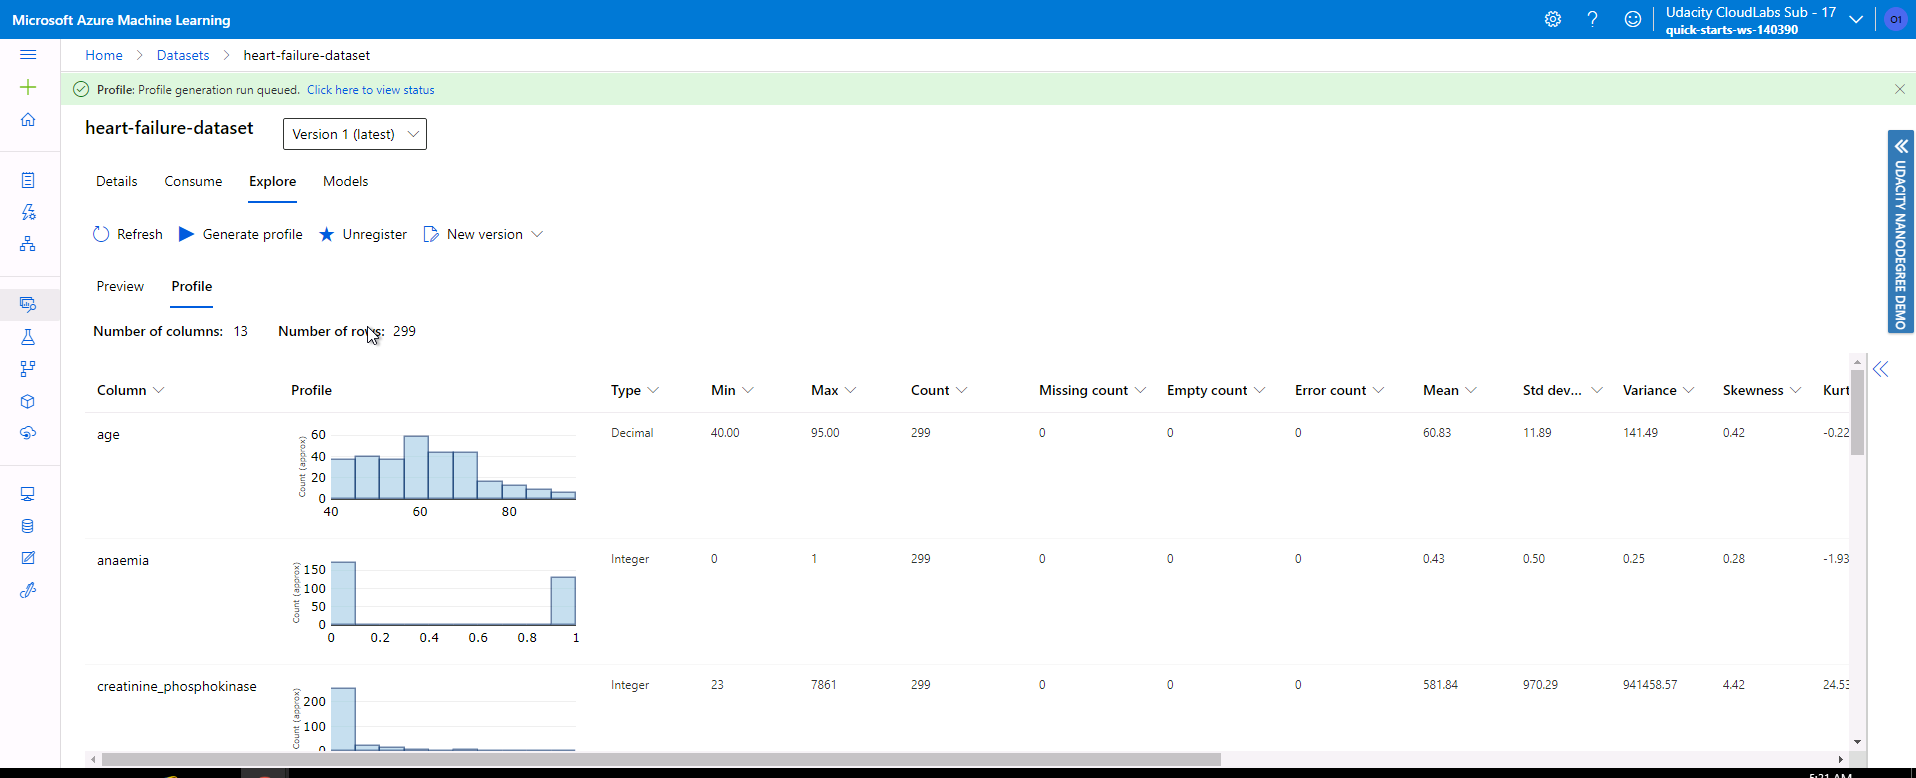 Microsoft Azure Machine Learning
Udacity CloudLabs Sub - 17
quick-starts-ws-140390
O1
Home > Datasets > heart-failure-dataset
Profile: Profile generation run queued. Click here to view status
heart-failure-dataset
Version 1 (latest)
UDACITY NANODEGREE DEMO
Details Consume Explore Models
Refresh Generate profile Unregister New version
Preview Profile
Number of columns: 13 Number of rows: 299
Column Profile Type Min Max Count Missing count Empty count Error count Mean Std dev... Variance Skewness Kurt
age Decimal 40.00 95.00 299 0 0 0 60.83 11.89 141.49 0.42 -0.22
Count (approx)
60
40
20
0
40 60 80
anaemia Integer 0 1 299 0 0 0 0.43 0.50 0.25 0.28 -1.93
Count (approx)
150
100
50
0
0 0.2 0.4 0.6 0.8 1
creatinine_phosphokinase Integer 23 7861 299 0 0 0 581.84 970.29 941458.57 4.42 24.53
Count (approx)
200
100
0
5:21 AM